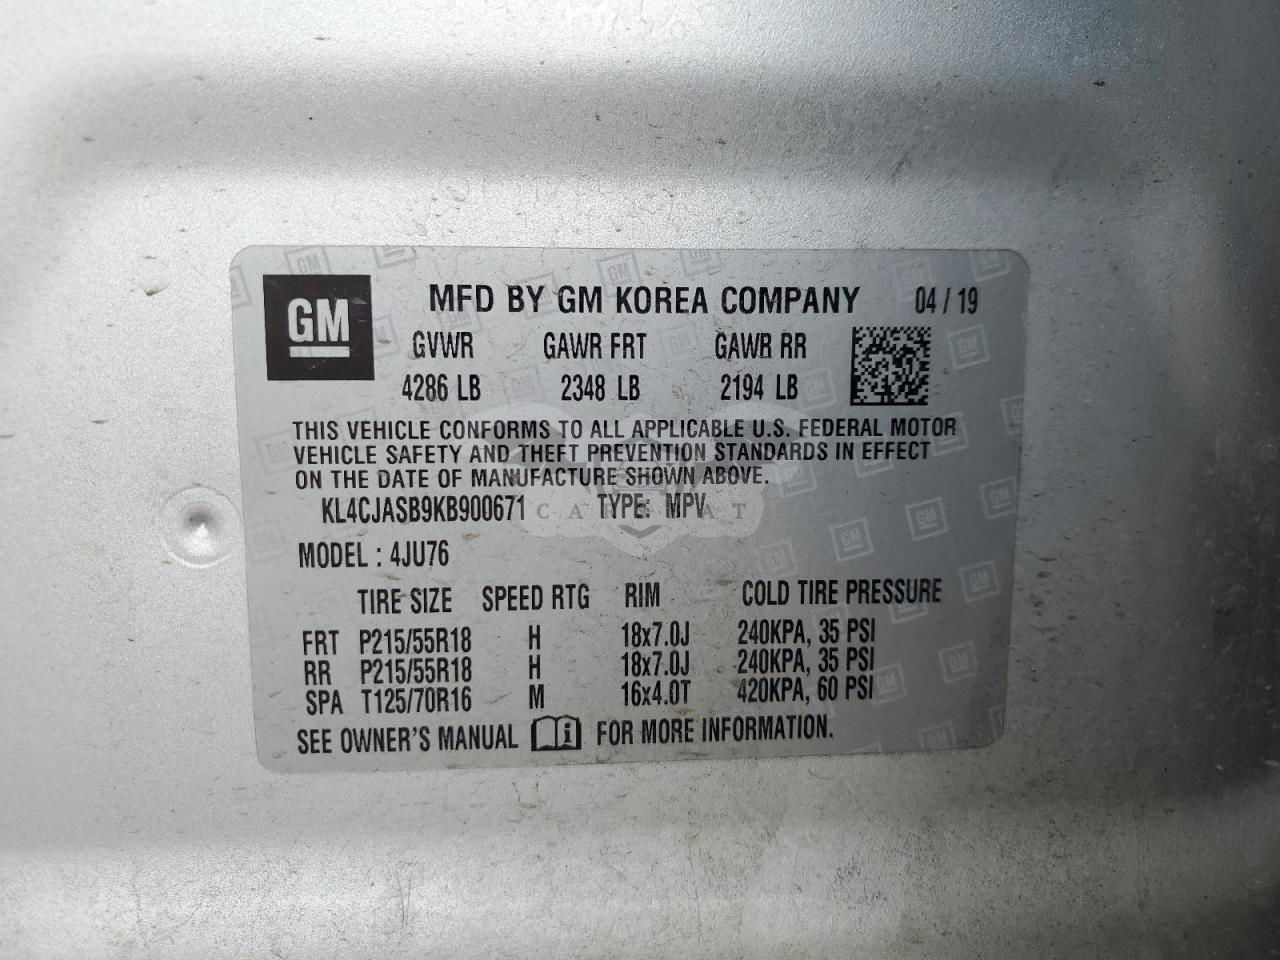 GM MFD BY GM KOREA COMPANY 04 / 19
GVWR GAWR FRT GAWR RR
4286 LB 2348 LB 2194 LB
THIS VEHICLE CONFORMS TO ALL APPLICABLE U.S. FEDERAL MOTOR
VEHICLE SAFETY AND THEFT PREVENTION STANDARDS IN EFFECT
ON THE DATE OF MANUFACTURE SHOWN ABOVE.
KL4CJASB9KB900671 TYPE: MPV
MODEL : 4JU76
TIRE SIZE SPEED RTG RIM COLD TIRE PRESSURE
FRT P215/55R18 H 18x7.0J 240KPA, 35 PSI
RR P215/55R18 H 18x7.0J 240KPA, 35 PSI
SPA T125/70R16 M 16x4.0T 420KPA, 60 PSI
SEE OWNER'S MANUAL i FOR MORE INFORMATION.